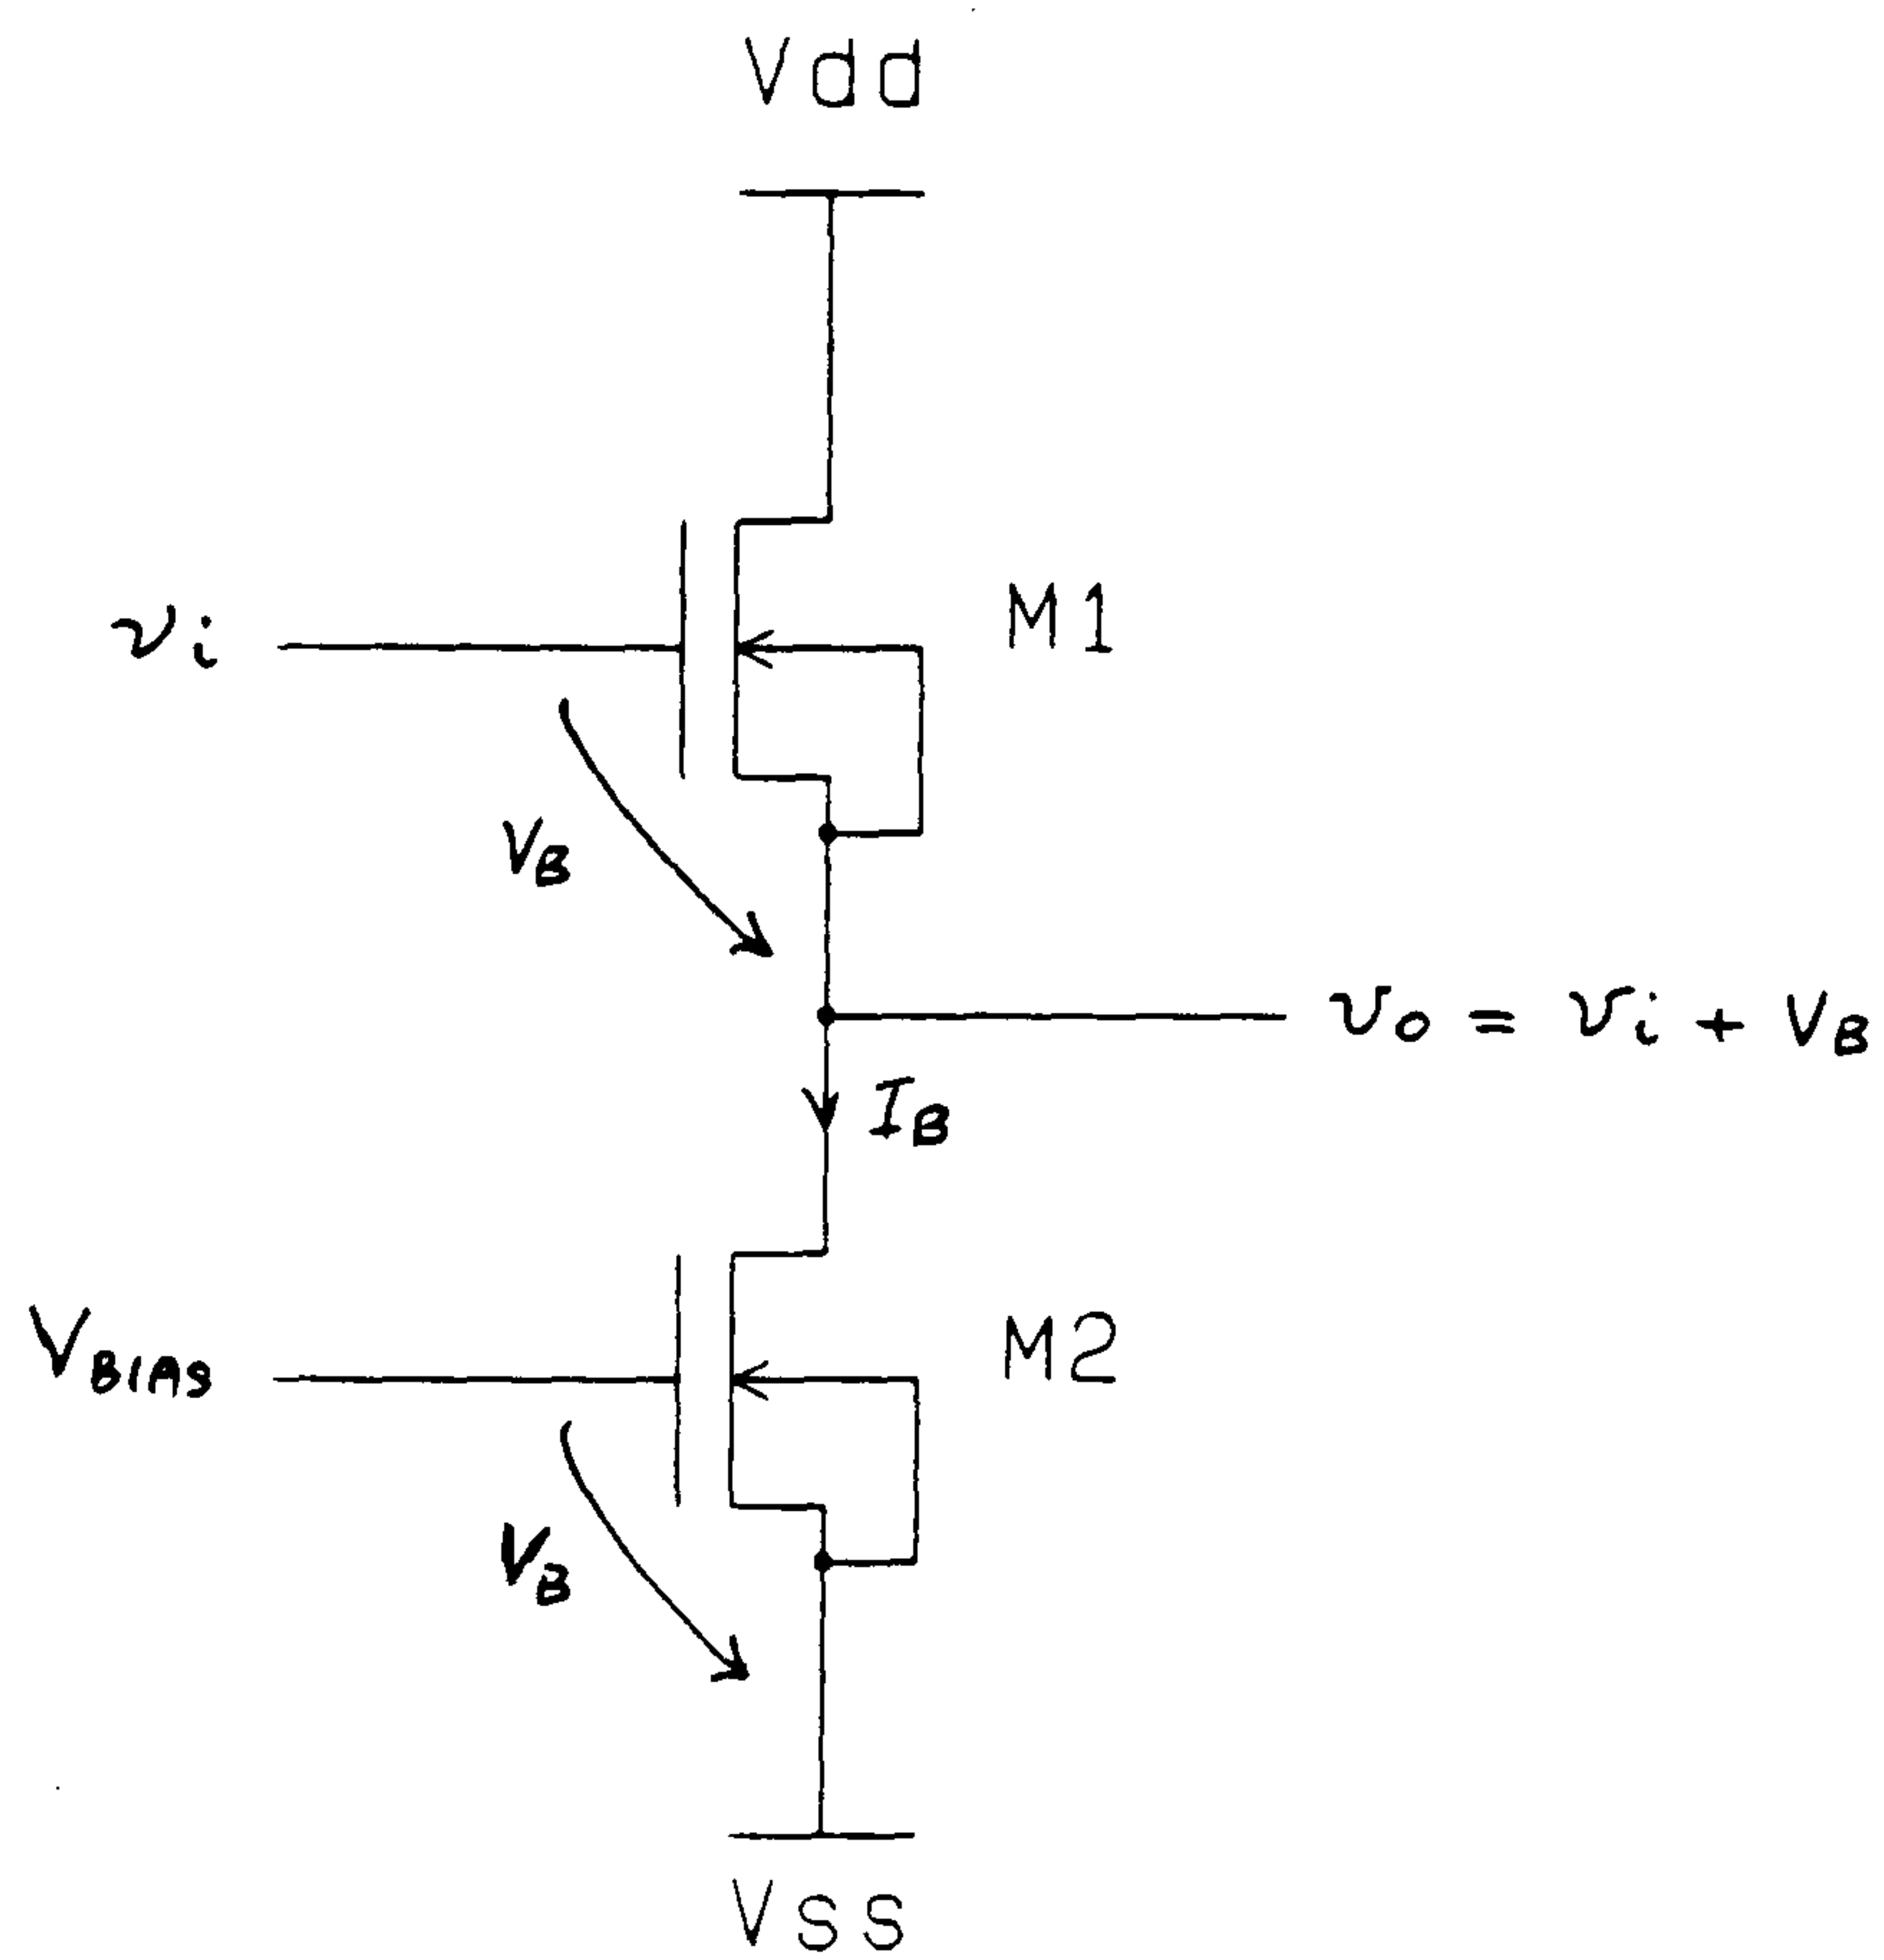 Vdd
M1
vi
VB
vo = vi + VB
IB
VBIAS
M2
VB
Vss